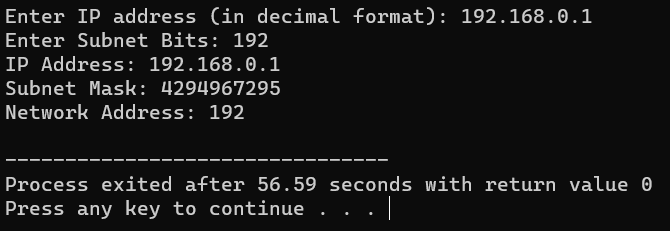 Enter IP address (in decimal format): 192.168.0.1
Enter Subnet Bits: 192
IP Address: 192.168.0.1
Subnet Mask: 4294967295
Network Address: 192
--------------------------------
Process exited after 56.59 seconds with return value 0
Press any key to continue . . .